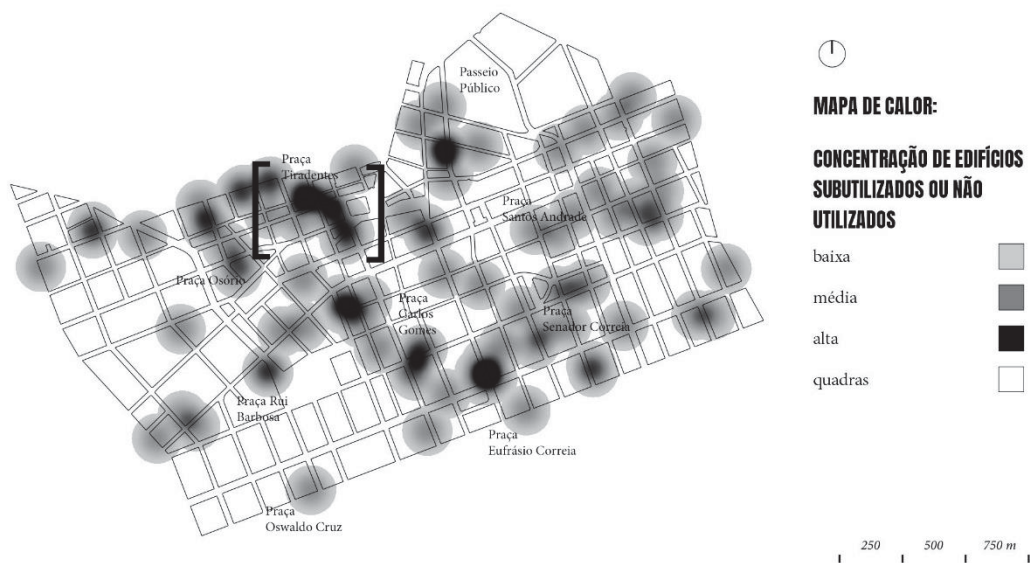 Passeio
Público
Praça
Tiradentes
Praça
Santos Andrade
Praça Osório
Praça
Carlos
Gomes
Praça
Senador Correia
Praça Rui
Barbosa
Praça
Eufrásio Correia
Praça
Oswaldo Cruz
MAPA DE CALOR:
CONCENTRAÇÃO DE EDIFÍCIOS
SUBUTILIZADOS OU NÃO
UTILIZADOS
baixa
média
alta
quadras
250 500 750 m